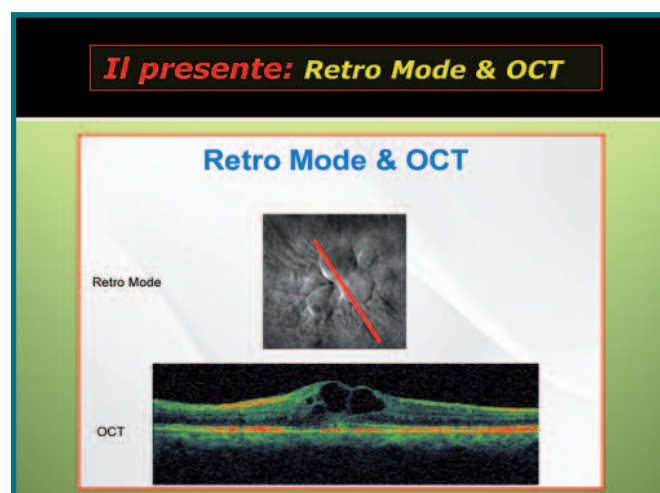 Il presente: Retro Mode & OCT
Retro Mode & OCT
Retro Mode
OCT